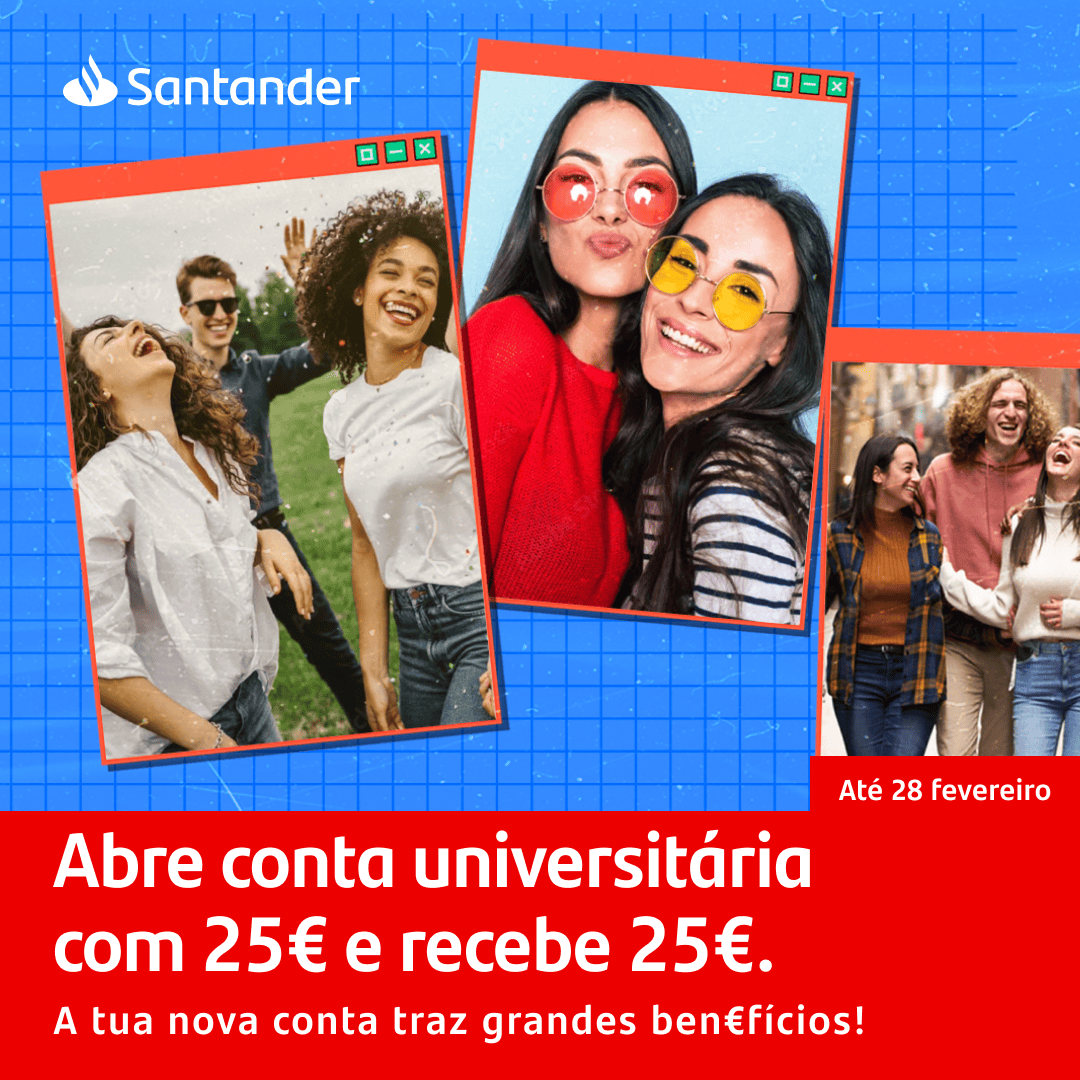 Santander
Até 28 fevereiro
Abre conta universitária
com 25€ e recebe 25€.
A tua nova conta traz grandes ben€fícios!